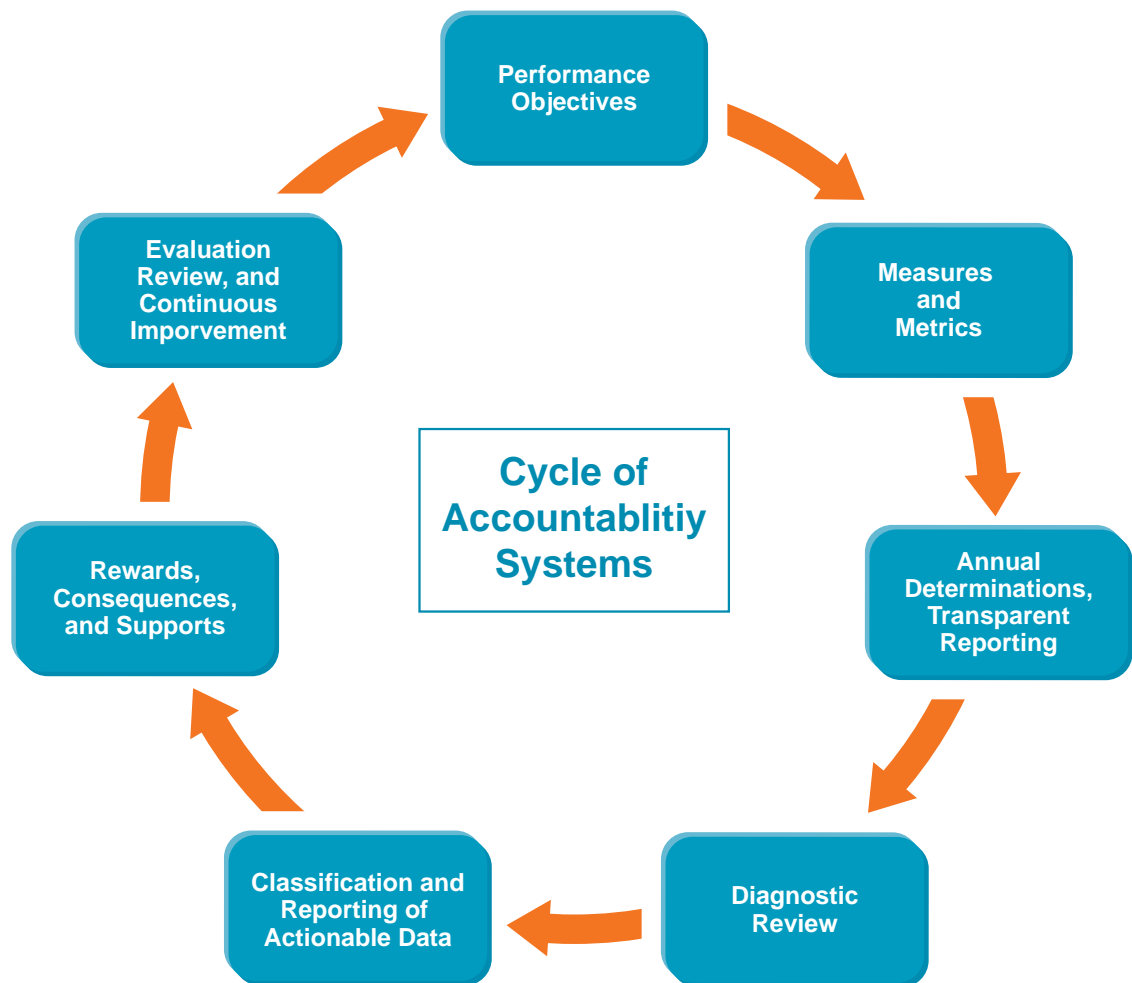 Performance
Objectives
Measures
and
Metrics
Annual
Determinations,
Transparent
Reporting
Diagnostic
Review
Classification and
Reporting of
Actionable Data
Rewards,
Consequences,
and Supports
Evaluation
Review, and
Continuous
Imporvement
Cycle of
Accountablitiy
Systems